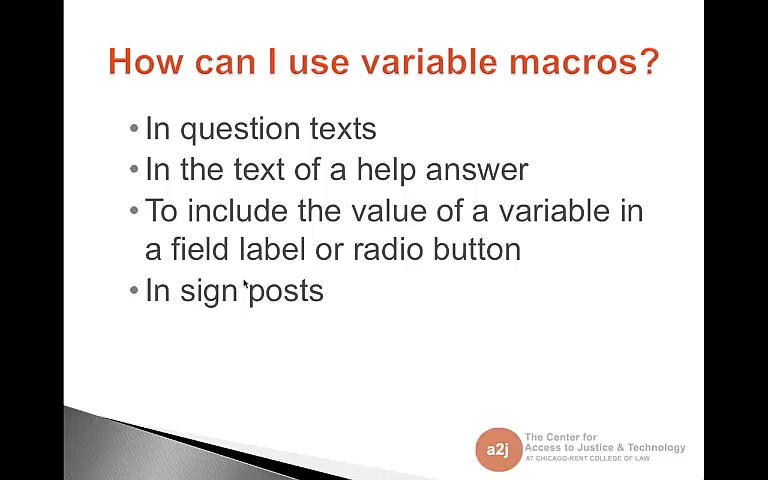 How can I use variable macros?
• In question texts
• In the text of a help answer
• To include the value of a variable in
a field label or radio button
• In sign posts
a2j
The Center for
Access to Justice & Technology
AT CHICAGO-KENT COLLEGE OF LAW